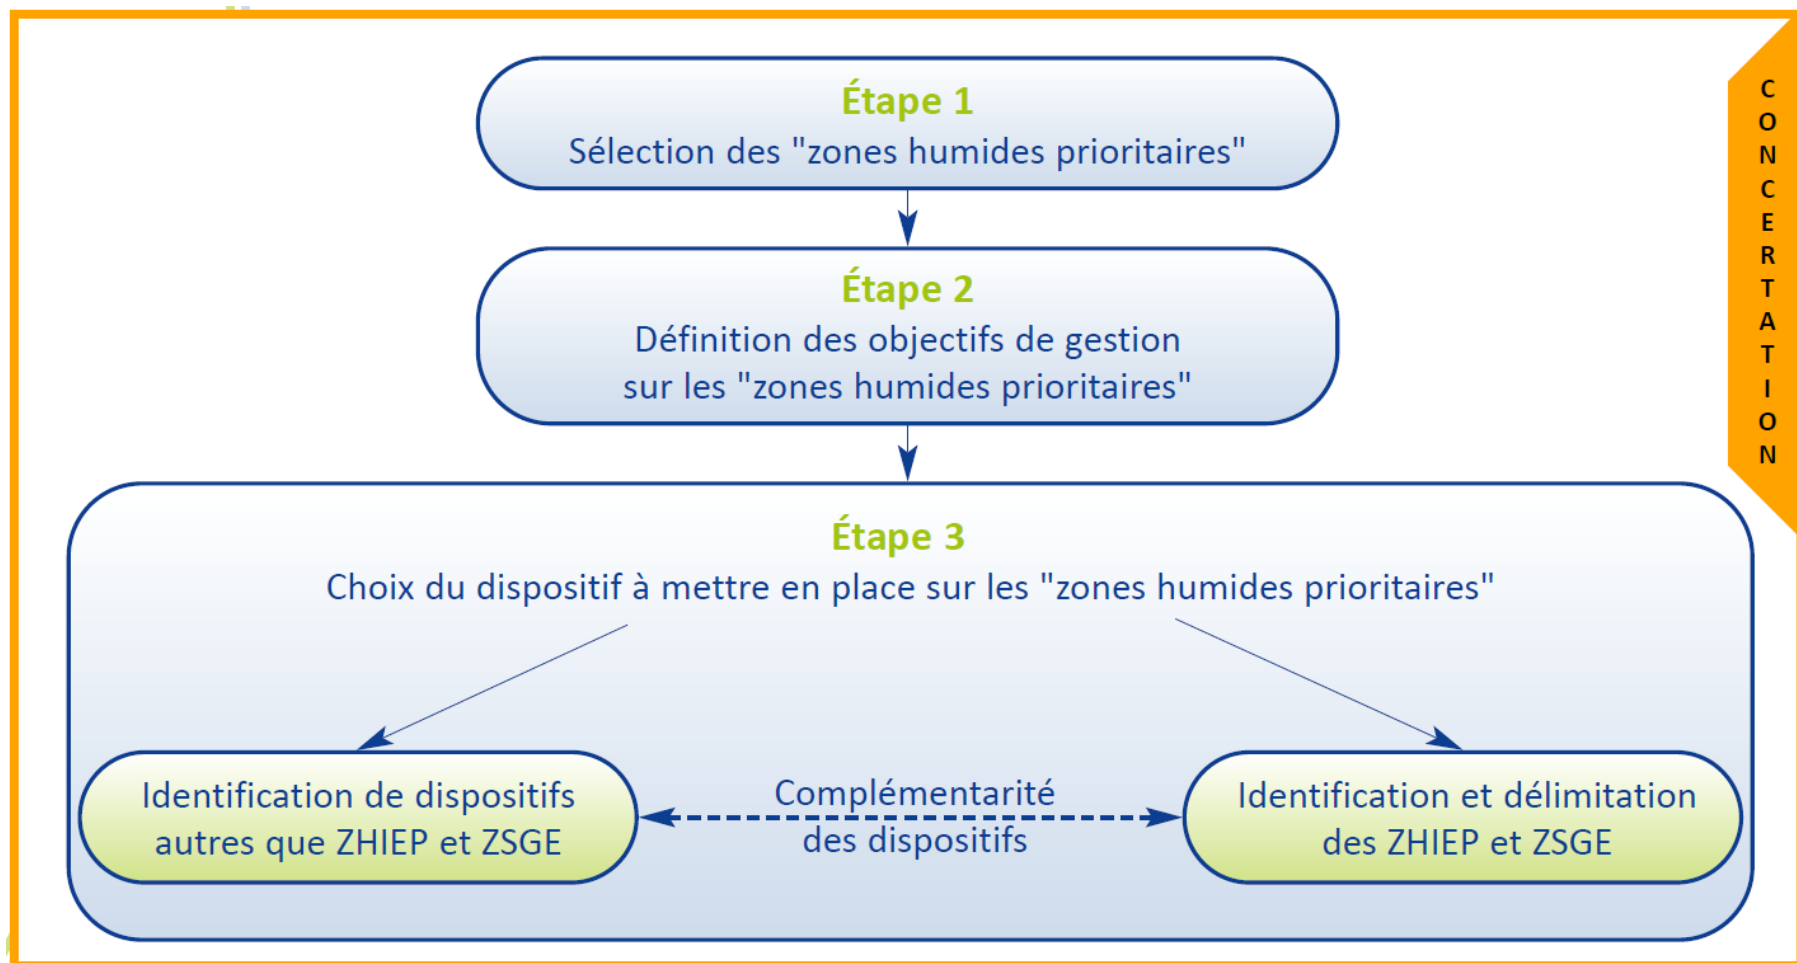 Étape 1
Sélection des "zones humides prioritaires"
Étape 2
Définition des objectifs de gestion
sur les "zones humides prioritaires"
Étape 3
Choix du dispositif à mettre en place sur les "zones humides prioritaires"
Identification de dispositifs
autres que ZHIEP et ZSGE
Complémentarité
des dispositifs
Identification et délimitation
des ZHIEP et ZSGE
CONCERTATION